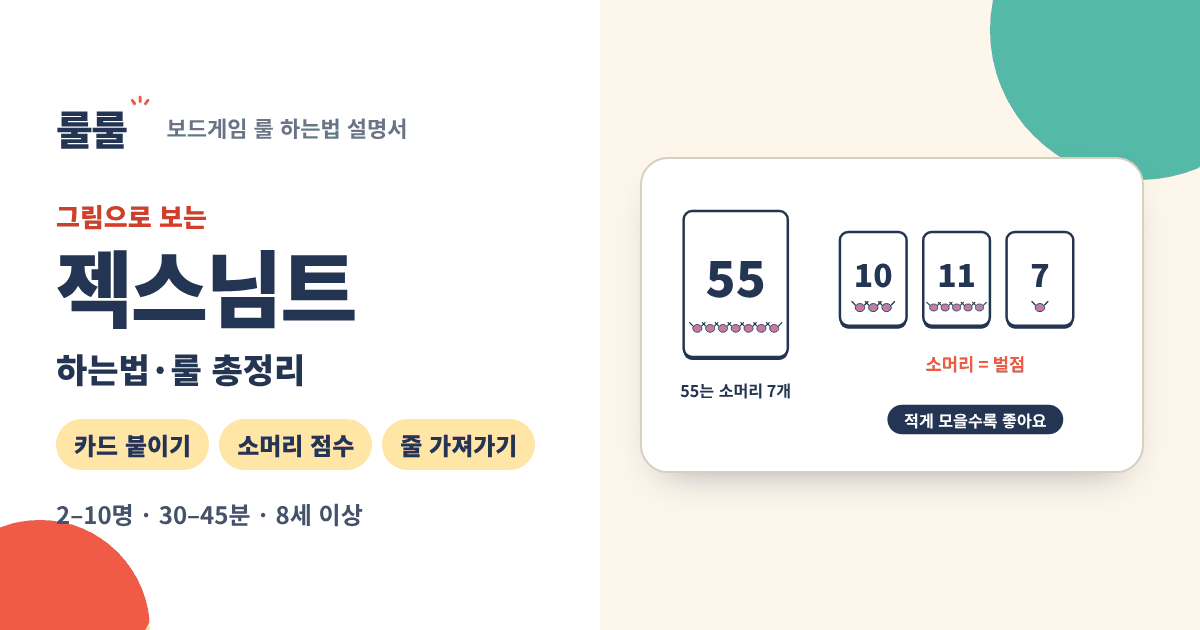 룰룰 보드게임 룰 하는법 설명서
그림으로 보는
젝스님트
하는법·룰 총정리
카드 붙이기 소머리 점수 줄 가져가기
2–10명 · 30–45분 · 8세 이상
55
55는 소머리 7개
10 11 7
소머리 = 벌점
적게 모을수록 좋아요